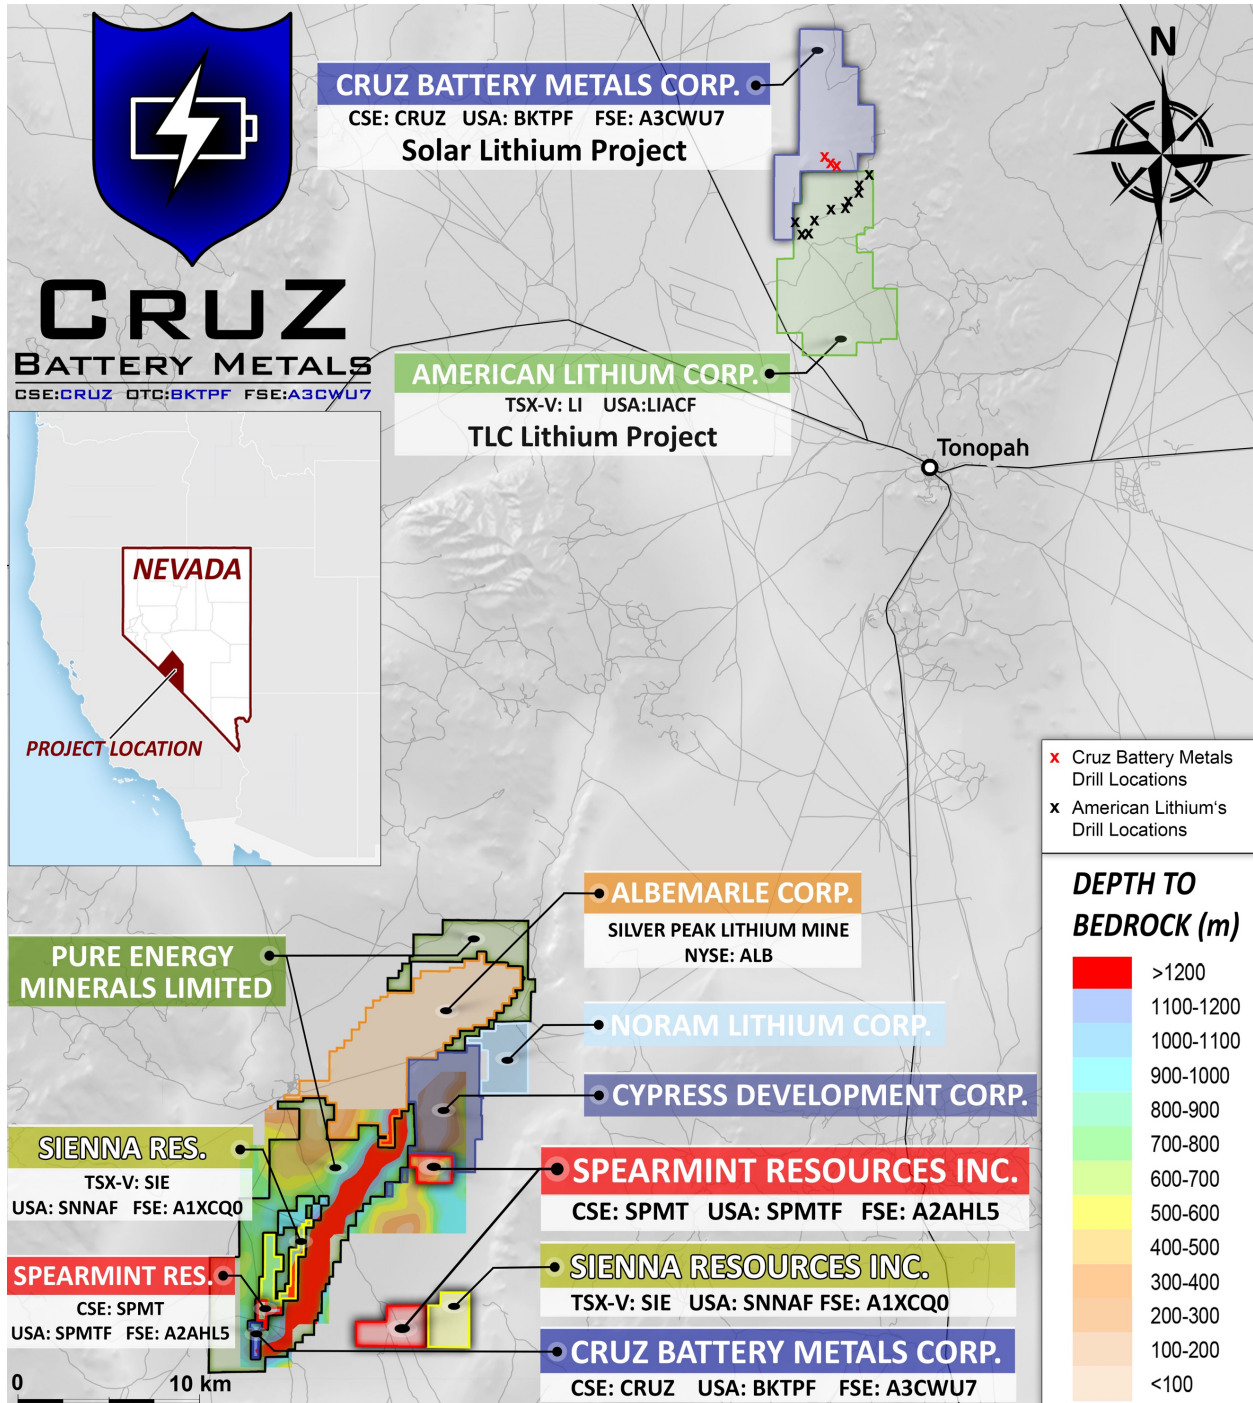 CRUZ BATTERY METALS CORP.
CSE: CRUZ USA: BKTPF FSE: A3CWU7
Solar Lithium Project
N
CRUZ
BATTERY METALS
CSE:CRUZ OTC:BKTPF FSE:A3CWU7
AMERICAN LITHIUM CORP.
TSX-V: LI USA:LIACF
TLC Lithium Project
Tonopah
NEVADA
PROJECT LOCATION
x Cruz Battery Metals
Drill Locations
x American Lithium‘s
Drill Locations
DEPTH TO
BEDROCK (m)
>1200
1100-1200
1000-1100
900-1000
800-900
700-800
600-700
500-600
400-500
300-400
200-300
100-200
<100
ALBEMARLE CORP.
SILVER PEAK LITHIUM MINE
NYSE: ALB
PURE ENERGY
MINERALS LIMITED
NORAM LITHIUM CORP.
CYPRESS DEVELOPMENT CORP.
SIENNA RES.
TSX-V: SIE
USA: SNNAF FSE: A1XCQ0
SPEARMINT RESOURCES INC.
CSE: SPMT USA: SPMTF FSE: A2AHL5
SPEARMINT RES.
CSE: SPMT
USA: SPMTF FSE: A2AHL5
SIENNA RESOURCES INC.
TSX-V: SIE USA: SNNAF FSE: A1XCQ0
CRUZ BATTERY METALS CORP.
CSE: CRUZ USA: BKTPF FSE: A3CWU7
0 10 km